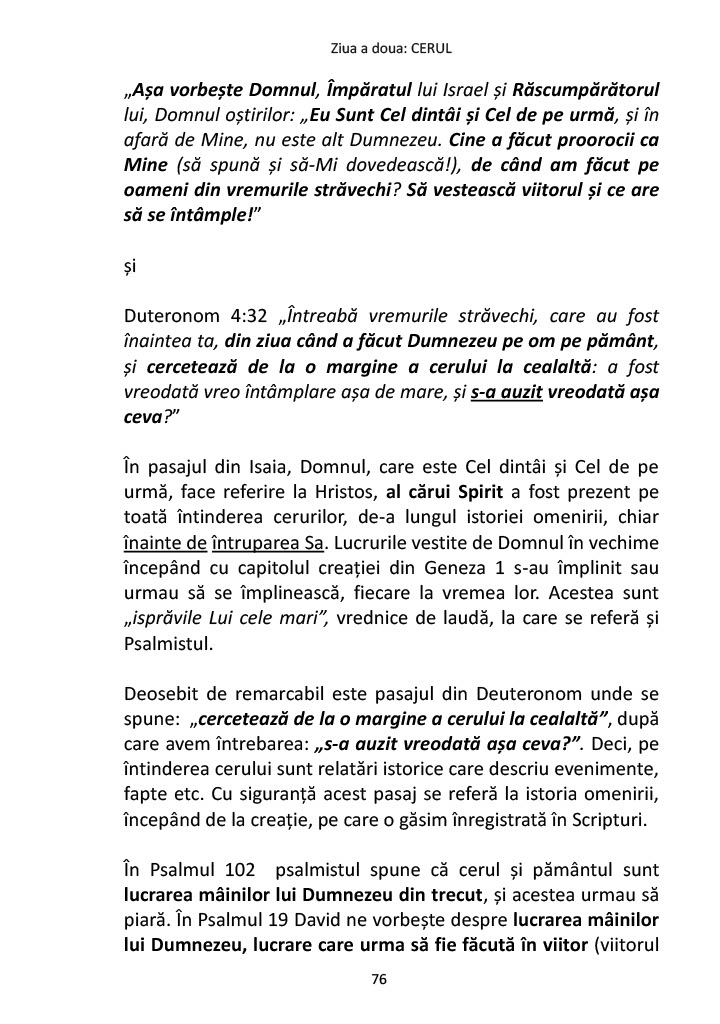 Ziua a doua: CERUL
„Așa vorbește Domnul, Împăratul lui Israel și Răscumpărătorul
lui, Domnul oștirilor: „Eu Sunt Cel dintâi și Cel de pe urmă, și în
afară de Mine, nu este alt Dumnezeu. Cine a făcut proorocii ca
Mine (să spună și să-Mi dovedească!), de când am făcut pe
oameni din vremurile străvechi? Să vestească viitorul și ce are
să se întâmple!”
și
Duteronom 4:32 „Întreabă vremurile străvechi, care au fost
înaintea ta, din ziua când a făcut Dumnezeu pe om pe pământ,
și cercetează de la o margine a cerului la cealaltă: a fost
vreodată vreo întâmplare așa de mare, și s-a auzit vreodată așa
ceva?”
În pasajul din Isaia, Domnul, care este Cel dintâi și Cel de pe
urmă, face referire la Hristos, al cărui Spirit a fost prezent pe
toată întinderea cerurilor, de-a lungul istoriei omenirii, chiar
înainte de întruparea Sa. Lucrurile vestite de Domnul în vechime
începând cu capitolul creației din Geneza 1 s-au împlinit sau
urmau să se împlinească, fiecare la vremea lor. Acestea sunt
„isprăvile Lui cele mari”, vrednice de laudă, la care se referă și
Psalmistul.
Deosebit de remarcabil este pasajul din Deuteronom unde se
spune: „cercetează de la o margine a cerului la cealaltă”, după
care avem întrebarea: „s-a auzit vreodată așa ceva?”. Deci, pe
întinderea cerului sunt relatări istorice care descriu evenimente,
fapte etc. Cu siguranță acest pasaj se referă la istoria omenirii,
începând de la creație, pe care o găsim înregistrată în Scripturi.
În Psalmul 102 psalmistul spune că cerul și pământul sunt
lucrarea mâinilor lui Dumnezeu din trecut, și acestea urmau să
piară. În Psalmul 19 David ne vorbește despre lucrarea mâinilor
lui Dumnezeu, lucrare care urma să fie făcută în viitor (viitorul
76